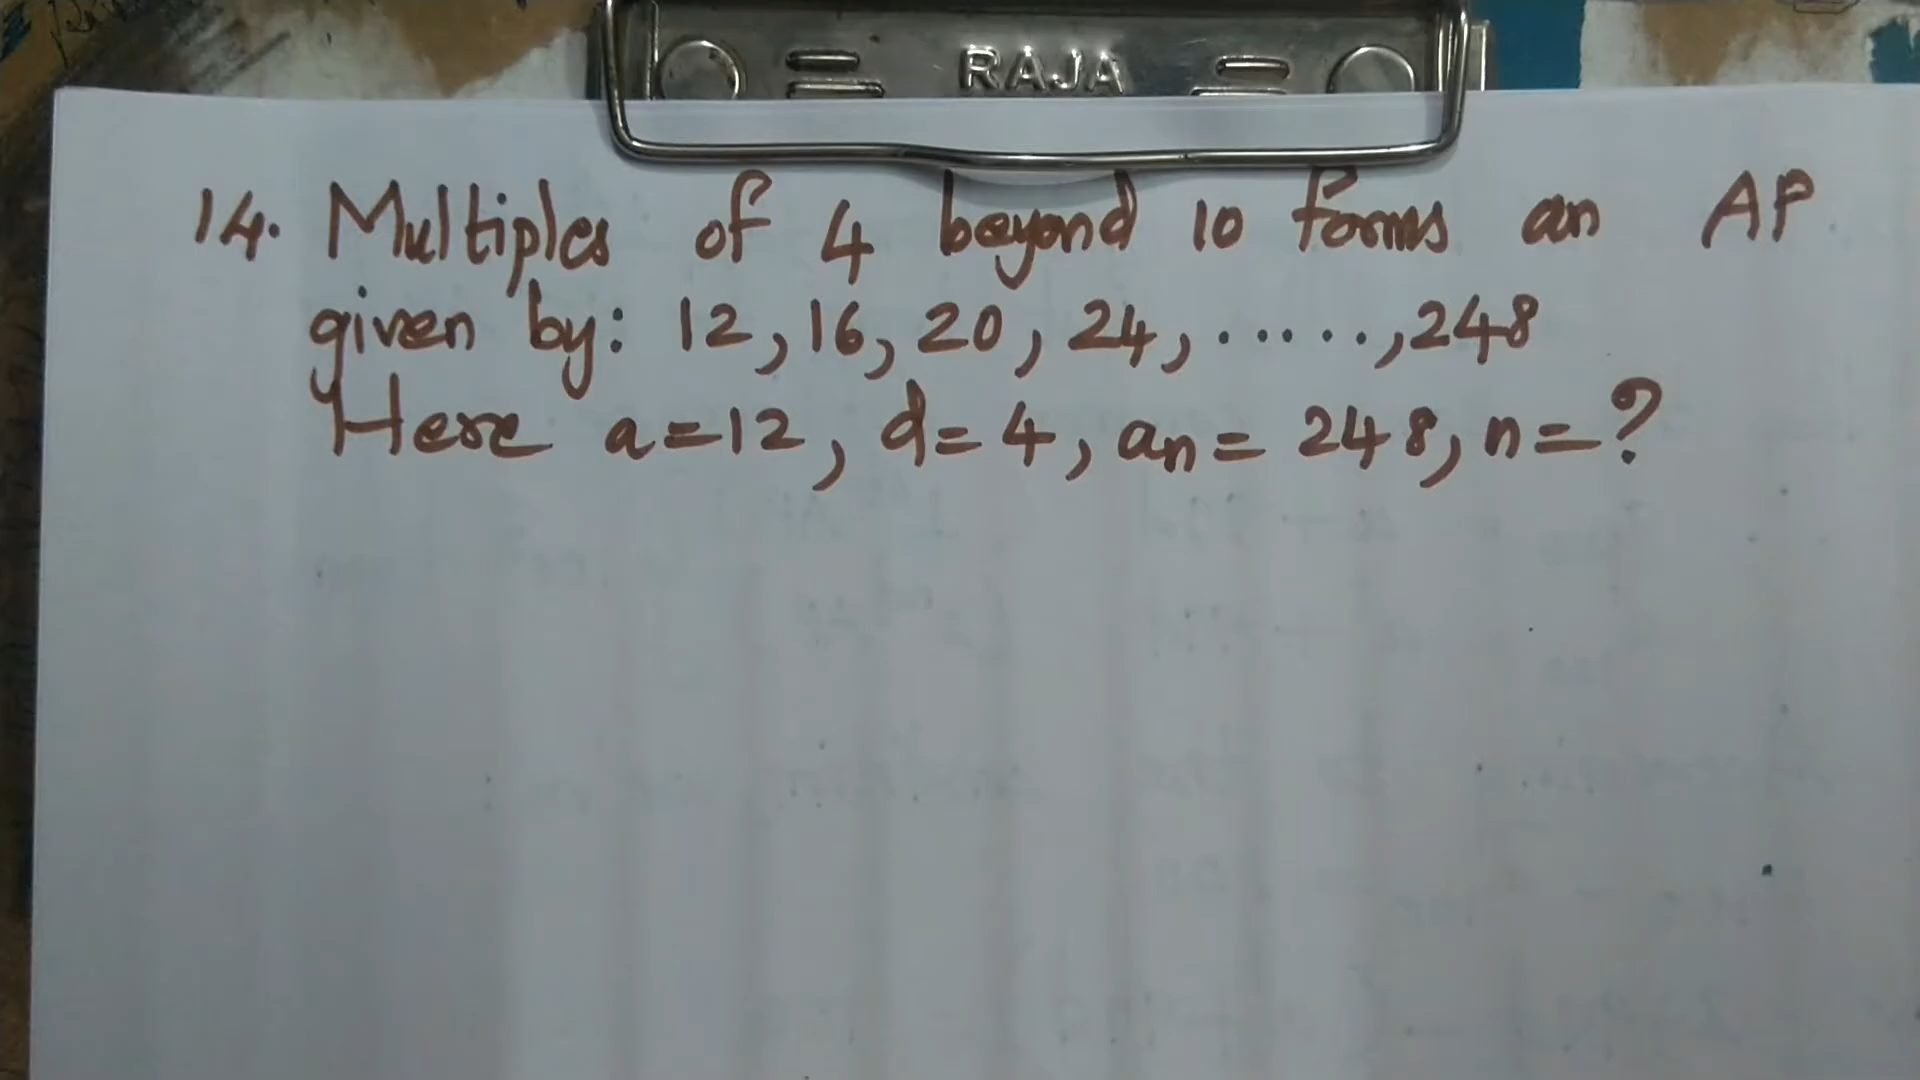 RAJA
14. Multiples of 4 beyond 10 forms an AP
given by: 12, 16, 20, 24, ....., 248
Here a=12, d=4, an= 248, n=?